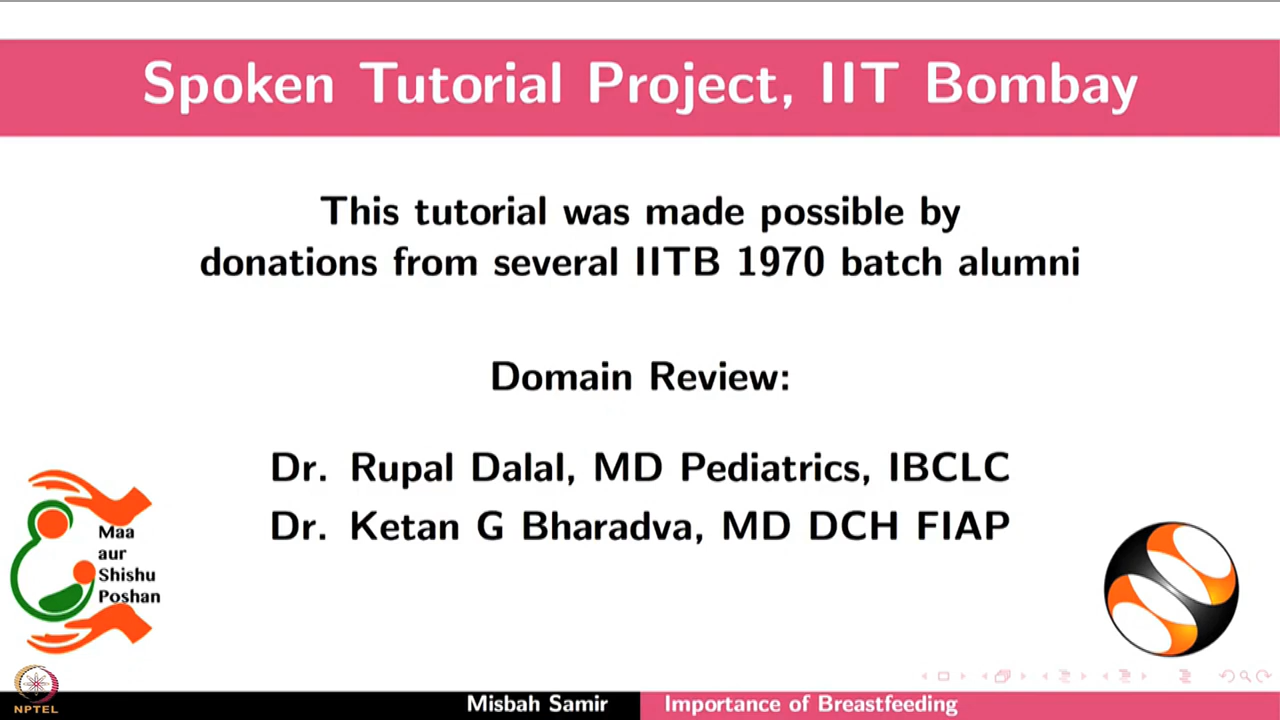 Spoken Tutorial Project, IIT Bombay
This tutorial was made possible by
donations from several IITB 1970 batch alumni
Domain Review:
Dr. Rupal Dalal, MD Pediatrics, IBCLC
Dr. Ketan G Bharadva, MD DCH FIAP
Maa
aur
Shishu
Poshan
NPTEL
Misbah Samir
Importance of Breastfeeding